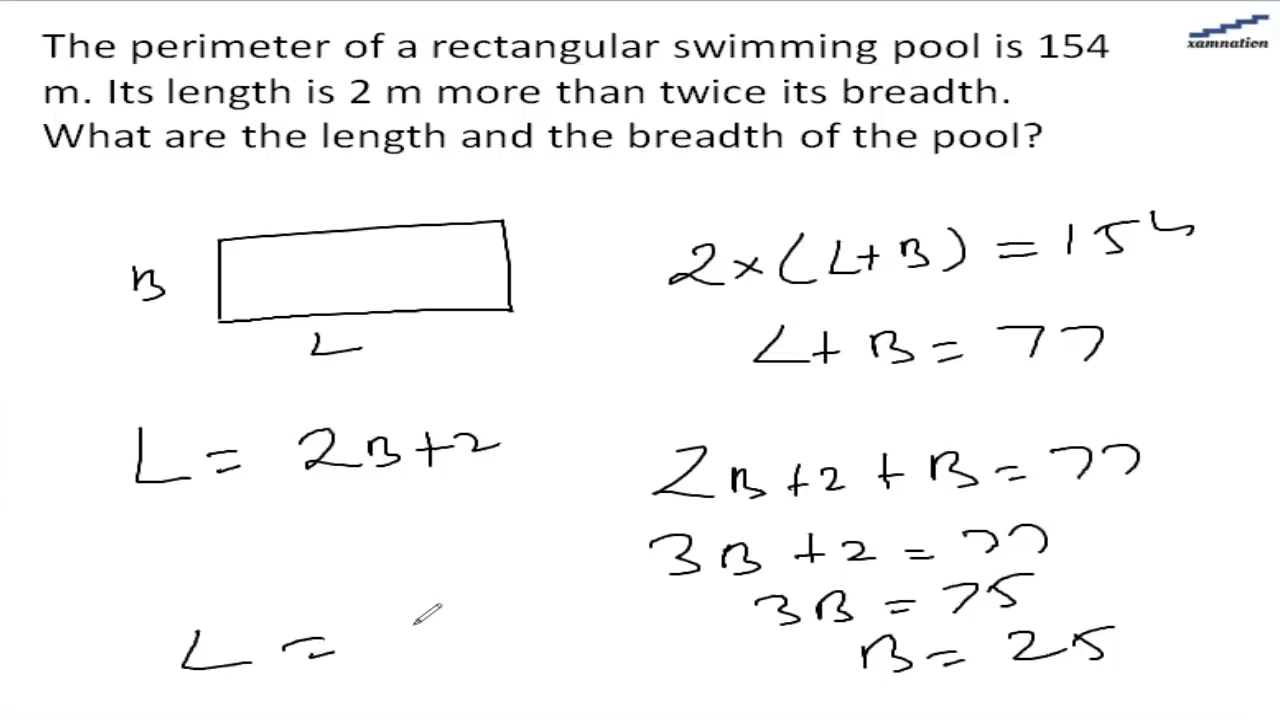 The perimeter of a rectangular swimming pool is 154
m. Its length is 2 m more than twice its breadth.
What are the length and the breadth of the pool?
xamnation
B
L
2×(L+B)=154
L+B=77
L=2B+2
2B+2+B=77
3B+2=77
3B=75
B=25
L=